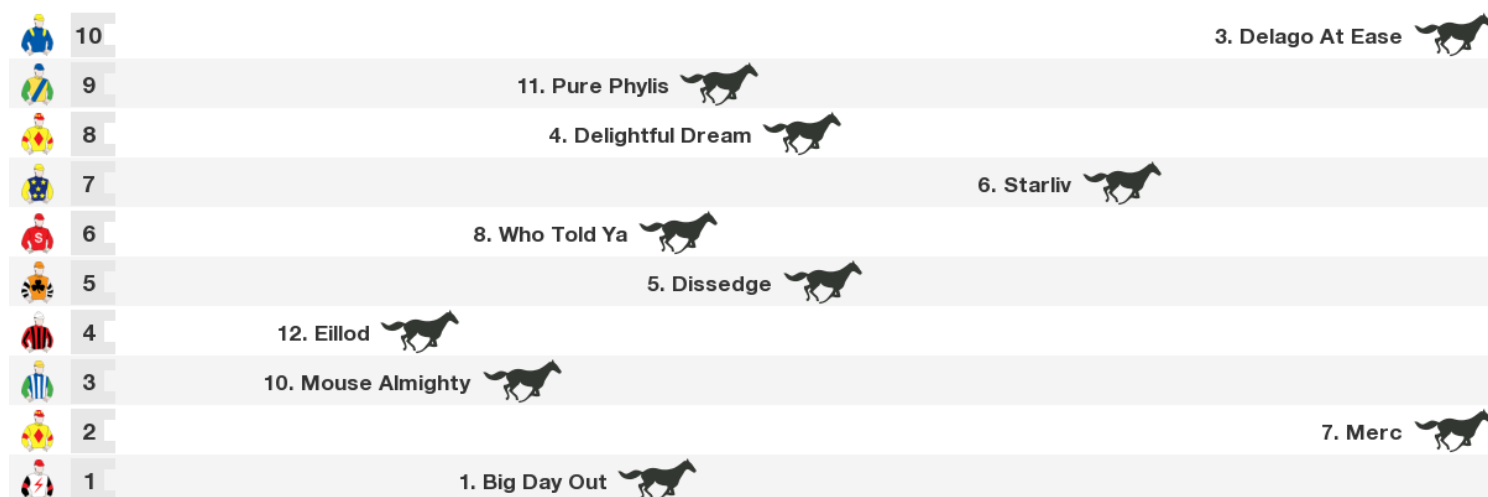 10 3. Delago At Ease
9 11. Pure Phylis
8 4. Delightful Dream
7 6. Starliv
S 6 8. Who Told Ya
5 5. Dissedge
4 12. Eillod
3 10. Mouse Almighty
2 7. Merc
1 1. Big Day Out